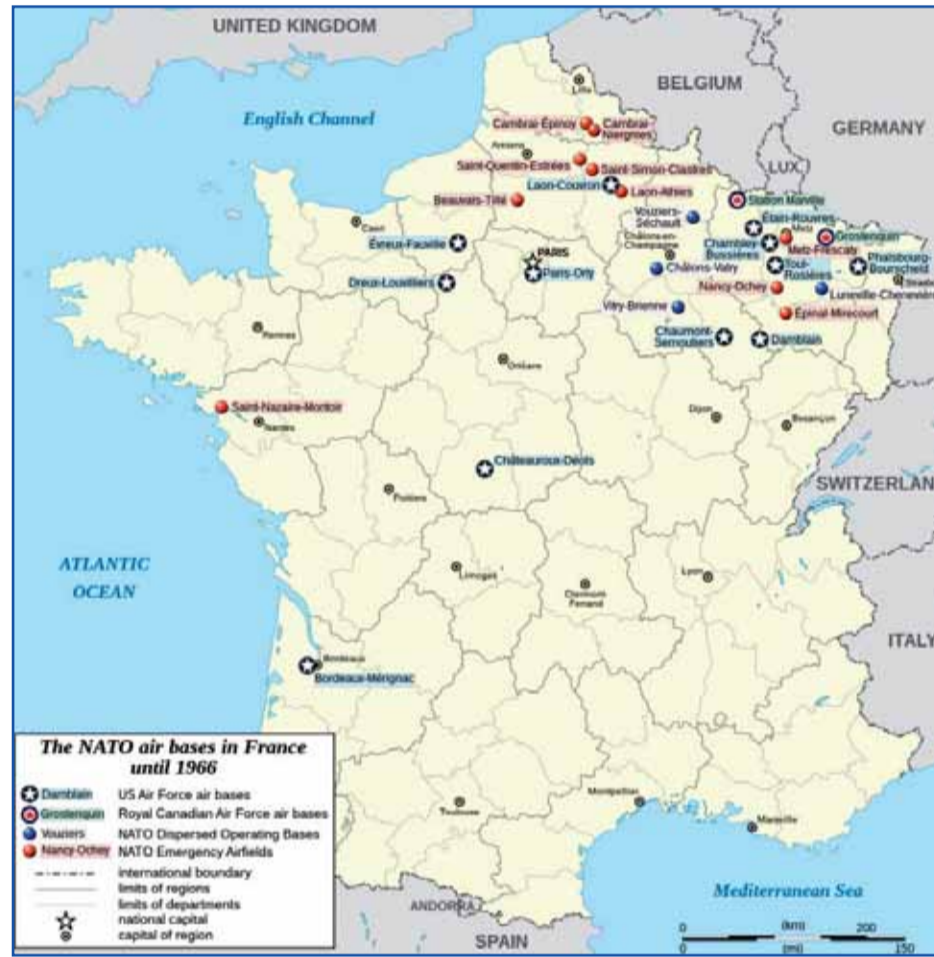 UNITED KINGDOM
BELGIUM
Lille
English Channel
GERMANY
Cambrai-Épinoy
Cambrai-
Niergnies
Amiens
LUX.
Saint-Quentin-Estrées
Saint-Simon-Clastres
Laon-Couvron
Laon-Athies
Station Marville
Beauvais-Tillé
Vouziers-
Séchault
Étain-Rouvres
Metz
Caen
Grostenquin
Évreux-Fauville
Châlons-en-
Champagne
Chambley-
Bussières
Metz-Frescaty
PARIS
Phalsbourg-
Bourscheid
Paris-Orly
Toul-
Rosières
Châlons-Vatry
Dreux-Louvilliers
Nancy-Ochey
Luneville-Chenevière
Vitry-Brienne
Épinal-Mirecourt
Rennes
Chaumont-
Semoutiers
Damblain
Orléans
Saint-Nazaire-Montoir
Nantes
Dijon
Besançon
Châteauroux-Déols
SWITZERLAN
Poitiers
ATLANTIC
OCEAN
Limoges
Clermont
Ferrand
Lyon
ITALY
Bordeaux
Bordeaux-Mérignac
The NATO air bases in France
until 1966
Damblain US Air Force air bases
Grostenquin Royal Canadian Air Force air bases
Vouziers NATO Dispersed Operating Bases
Nancy-Ochey NATO Emergency Airfields
international boundary
limits of regions
limits of departments
national capital
capital of region
Toulouse
Montpellier
Marseille
Mediterranean Sea
ANDORRA
SPAIN
(km)
0 200
0 (mi) 150